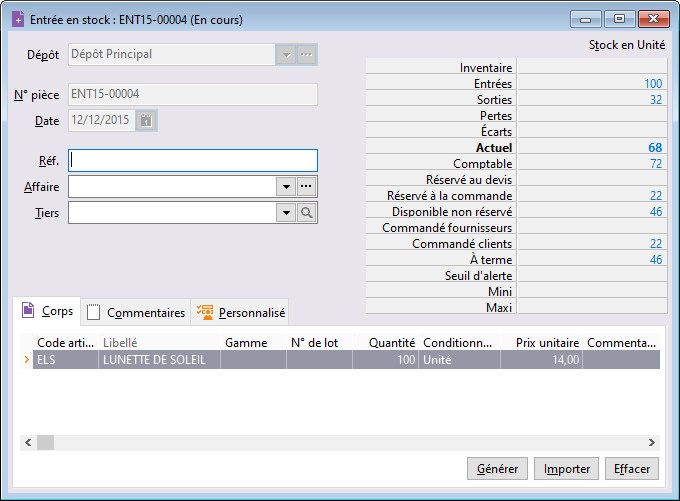 Entrée en stock : ENT15-00004 (En cours)
Dépôt Dépôt Principal
N° pièce ENT15-00004
Date 12/12/2015
Réf.
Affaire
Tiers
Stock en Unité
Inventaire
Entrées 100
Sorties 32
Pertes
Écarts
Actuel 68
Comptable 72
Réservé au devis
Réservé à la commande 22
Disponible non réservé 46
Commandé fournisseurs
Commandé clients 22
À terme 46
Seuil d'alerte
Mini
Maxi
Corps Commentaires Personnalisé
Code arti... Libellé Gamme N° de lot Quantité Conditionn... Prix unitaire Commenta...
ELS LUNETTE DE SOLEIL 100 Unité 14,00
Générer Importer Effacer